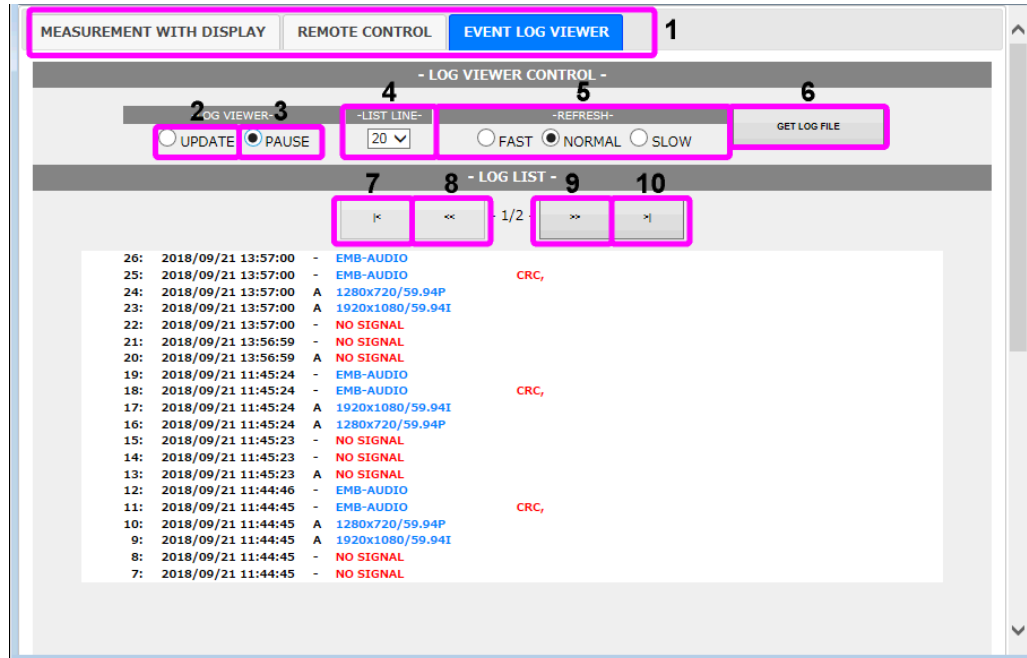 MEASUREMENT WITH DISPLAY REMOTE CONTROL EVENT LOG VIEWER 1
- LOG VIEWER CONTROL -
2 3 4 5 6
LOG VIEWER- -LIST LINE- -REFRESH- GET LOG FILE
UPDATE PAUSE 20 FAST NORMAL SLOW
- LOG LIST -
7 8 9 10
|< << - 1/2 - >> >|
26: 2018/09/21 13:57:00 - EMB-AUDIO
25: 2018/09/21 13:57:00 - EMB-AUDIO CRC,
24: 2018/09/21 13:57:00 A 1280x720/59.94P
23: 2018/09/21 13:57:00 A 1920x1080/59.94I
22: 2018/09/21 13:57:00 - NO SIGNAL
21: 2018/09/21 13:56:59 - NO SIGNAL
20: 2018/09/21 13:56:59 A NO SIGNAL
19: 2018/09/21 11:45:24 - EMB-AUDIO
18: 2018/09/21 11:45:24 - EMB-AUDIO CRC,
17: 2018/09/21 11:45:24 A 1920x1080/59.94I
16: 2018/09/21 11:45:24 A 1280x720/59.94P
15: 2018/09/21 11:45:23 - NO SIGNAL
14: 2018/09/21 11:45:23 - NO SIGNAL
13: 2018/09/21 11:45:23 A NO SIGNAL
12: 2018/09/21 11:44:46 - EMB-AUDIO
11: 2018/09/21 11:44:45 - EMB-AUDIO CRC,
10: 2018/09/21 11:44:45 A 1280x720/59.94P
9: 2018/09/21 11:44:45 A 1920x1080/59.94I
8: 2018/09/21 11:44:45 - NO SIGNAL
7: 2018/09/21 11:44:45 - NO SIGNAL